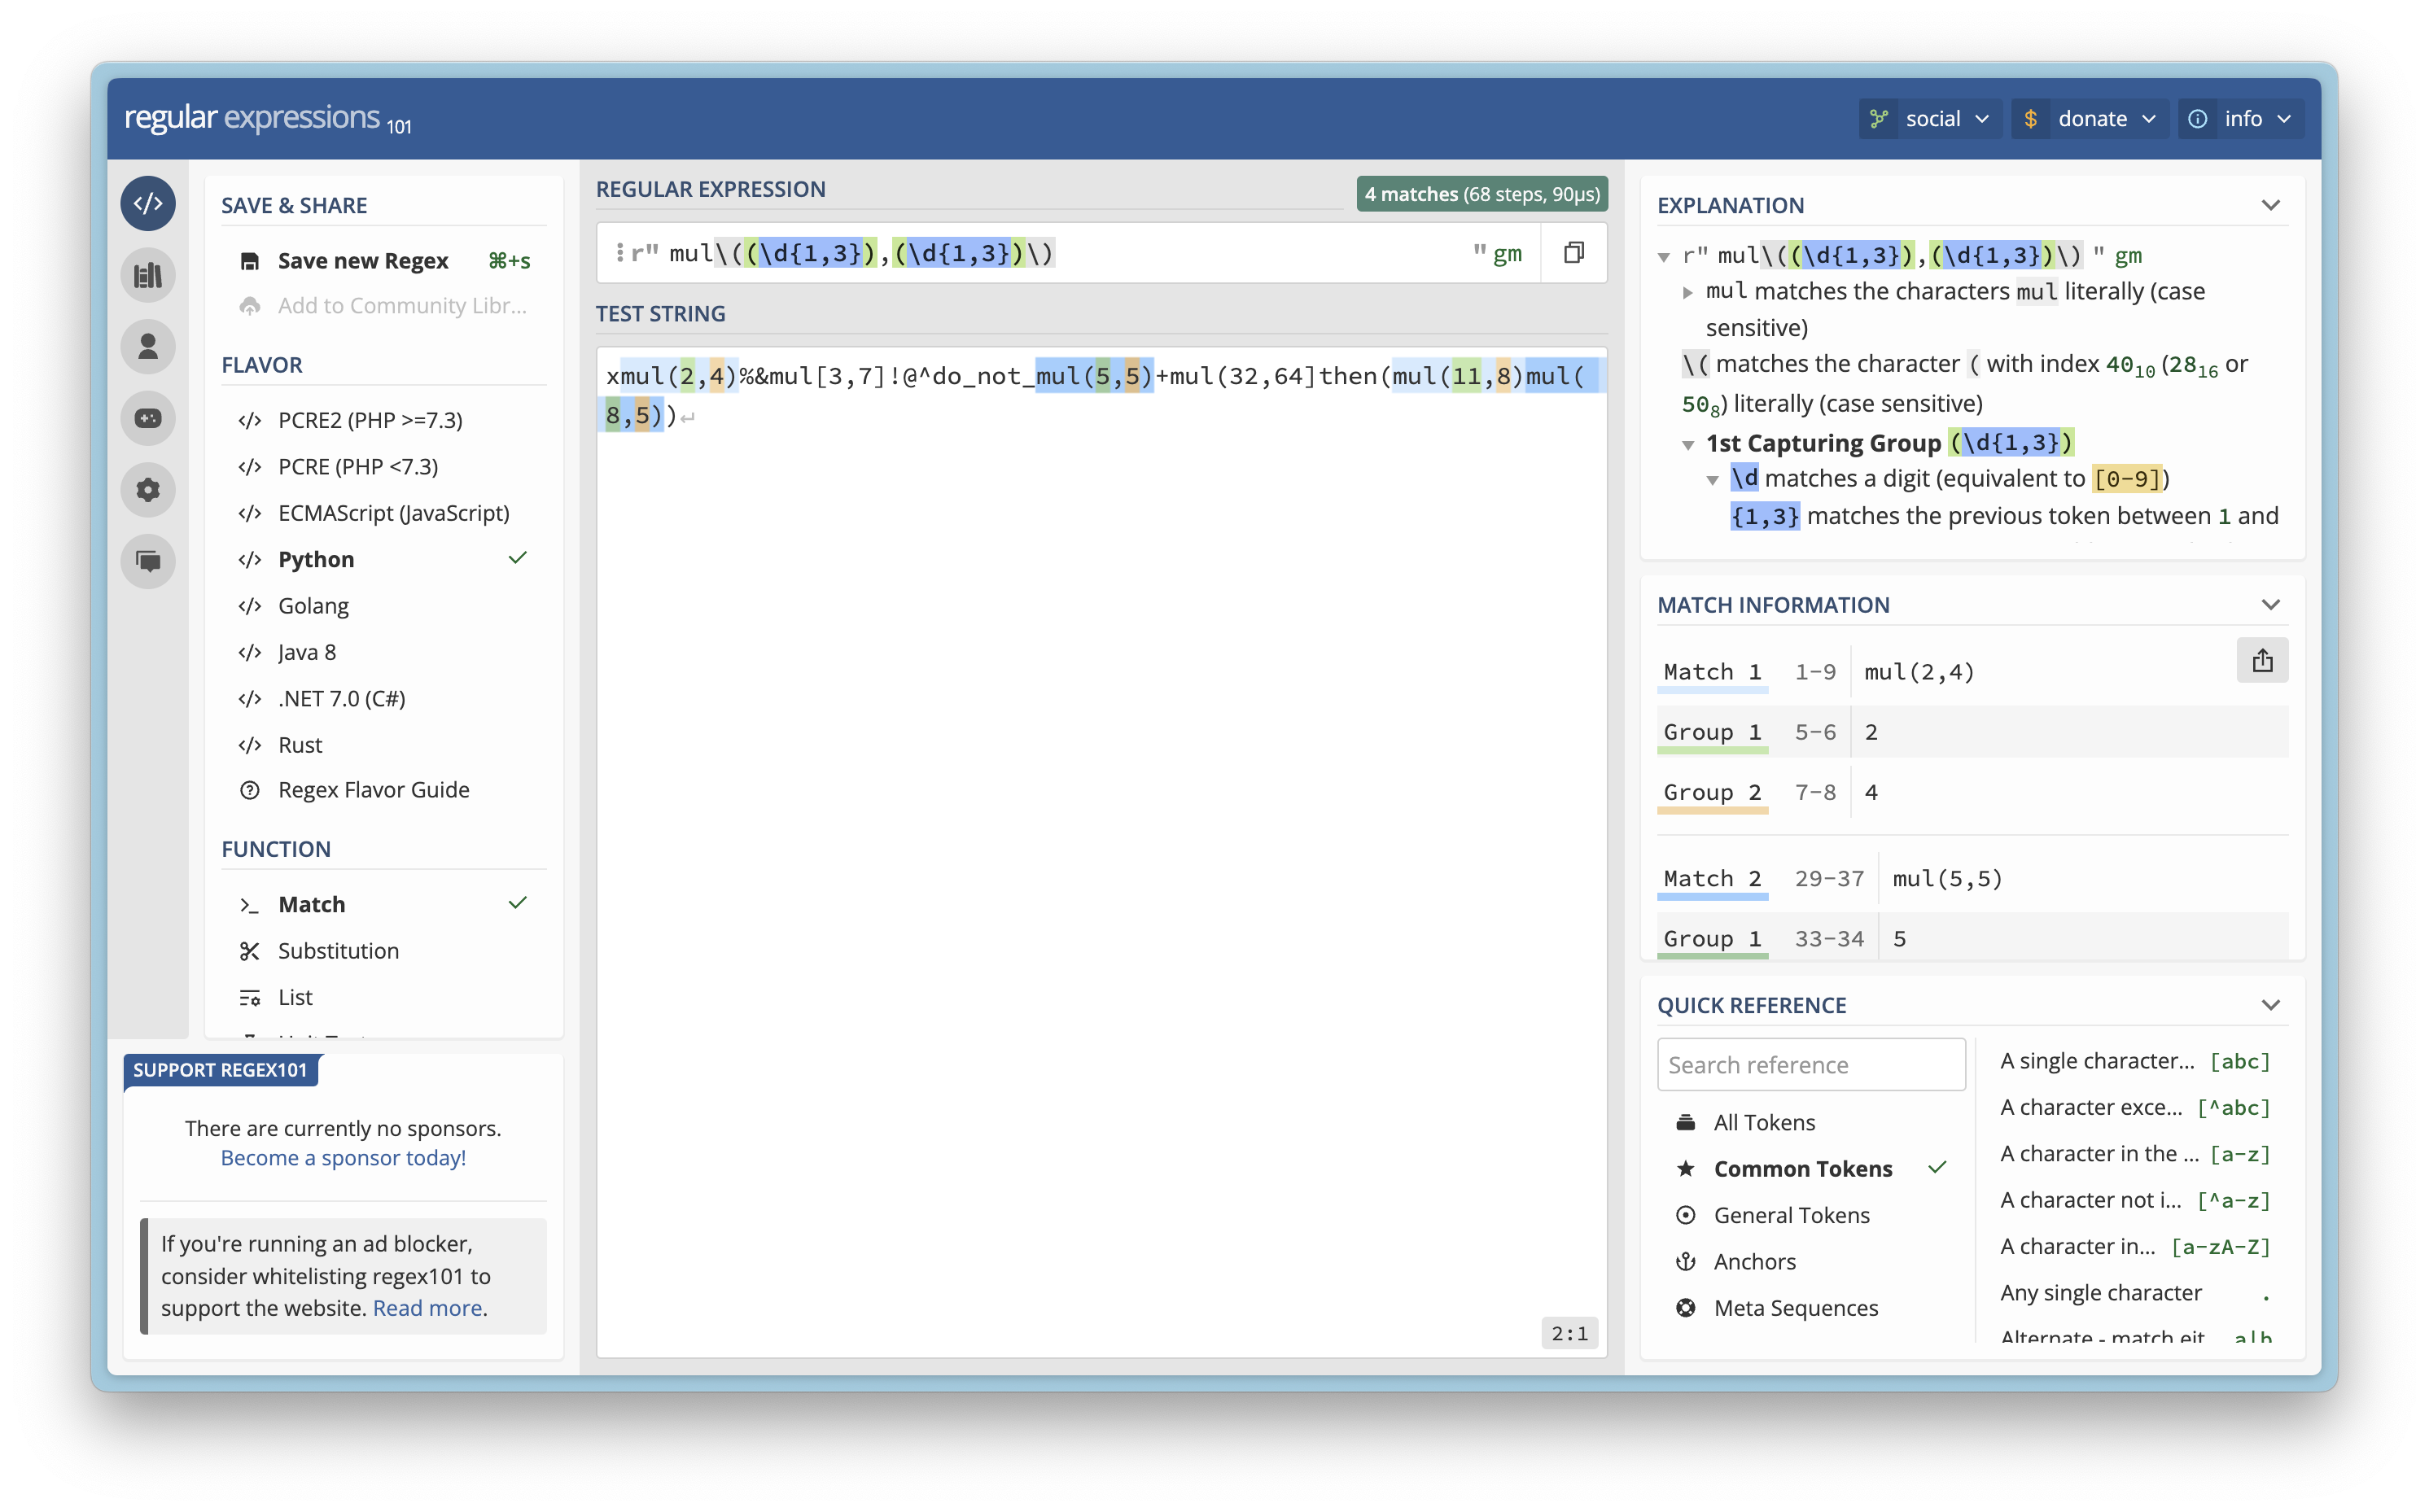 regular expressions 101
social
donate
info
SAVE & SHARE
Save new Regex ⌘+s
Add to Community Libr...
FLAVOR
</> PCRE2 (PHP >=7.3)
</> PCRE (PHP <7.3)
</> ECMAScript (JavaScript)
</> Python
</> Golang
</> Java 8
</> .NET 7.0 (C#)
</> Rust
Regex Flavor Guide
FUNCTION
>_ Match
Substitution
List
SUPPORT REGEX101
There are currently no sponsors.
Become a sponsor today!
If you're running an ad blocker,
consider whitelisting regex101 to
support the website. Read more.
REGULAR EXPRESSION
4 matches (68 steps, 90μs)
r" mul\((\d{1,3}),(\d{1,3})\) " gm
TEST STRING
xmul(2,4)%&mul[3,7]!@^do_not_mul(5,5)+mul(32,64]then(mul(11,8)mul(
8,5))
2:1
EXPLANATION
r" mul\((\d{1,3}),(\d{1,3})\) " gm
mul matches the characters mul literally (case
sensitive)
\( matches the character ( with index 40₁₀ (28₁₆ or
50₈) literally (case sensitive)
1st Capturing Group (\d{1,3})
\d matches a digit (equivalent to [0-9])
{1,3} matches the previous token between 1 and
MATCH INFORMATION
Match 1 1-9 mul(2,4)
Group 1 5-6 2
Group 2 7-8 4
Match 2 29-37 mul(5,5)
Group 1 33-34 5
QUICK REFERENCE
Search reference
All Tokens
Common Tokens
General Tokens
Anchors
Meta Sequences
A single character... [abc]
A character exce... [^abc]
A character in the ... [a-z]
A character not i... [^a-z]
A character in... [a-zA-Z]
Any single character .
Alternate - match eit... a|b